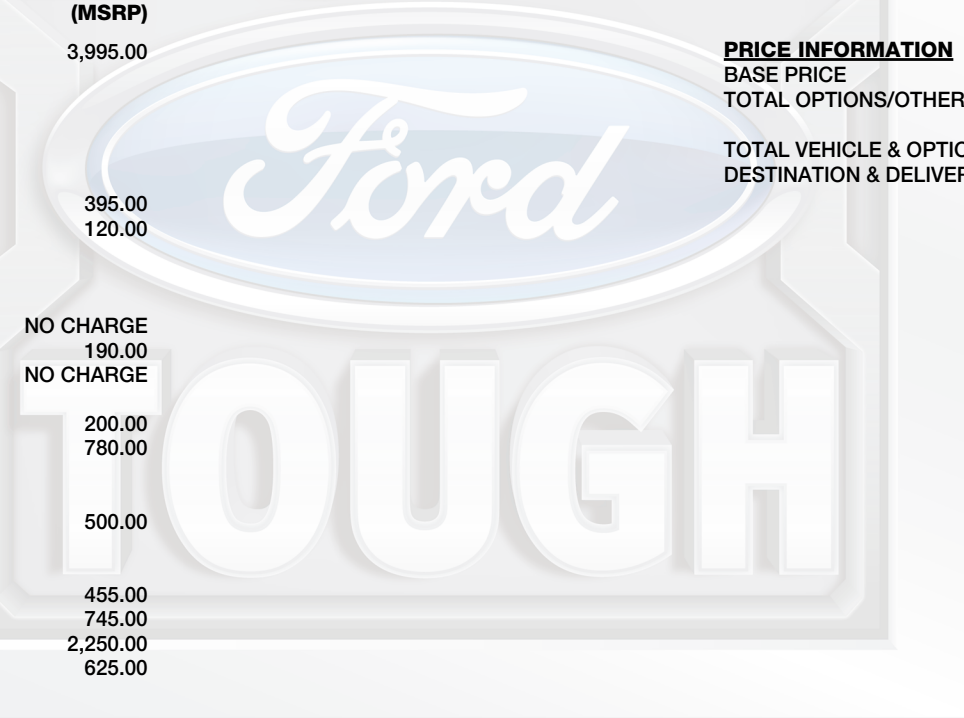 (MSRP)
3,995.00
395.00
120.00
NO CHARGE
190.00
NO CHARGE
200.00
780.00
500.00
455.00
745.00
2,250.00
625.00
PRICE INFORMATION
BASE PRICE
TOTAL OPTIONS/OTHER
TOTAL VEHICLE & OPTIO
DESTINATION & DELIVER
Ford
TOUGH